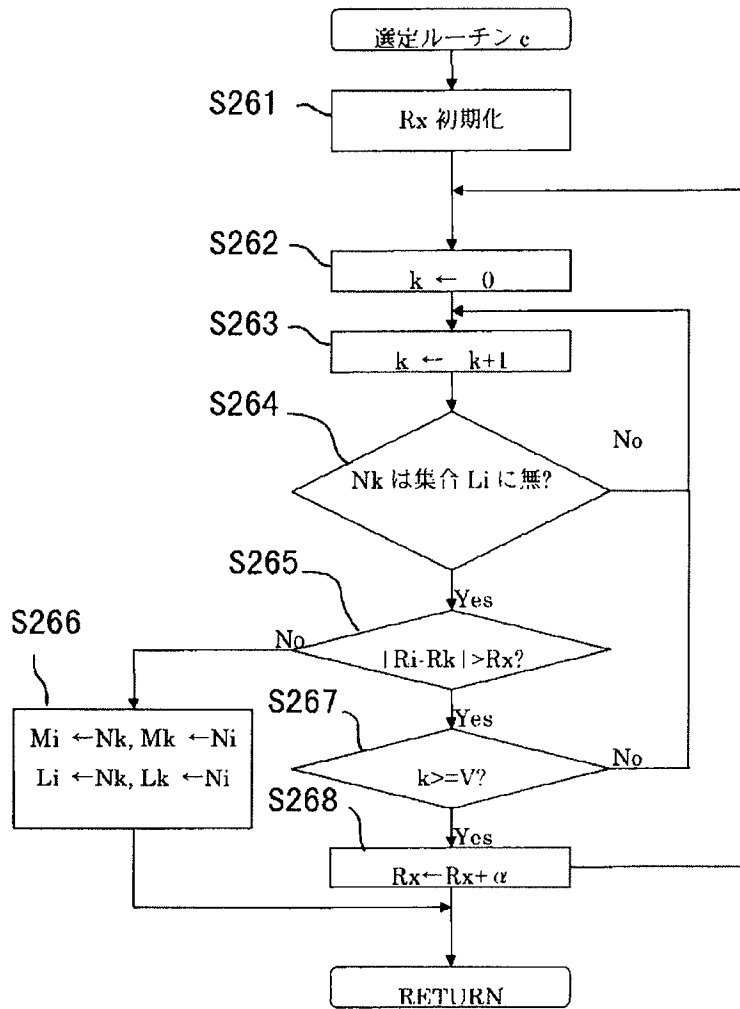 選定ルーチン c
S261
Rx 初期化
S262
k ← 0
S263
k ← k+1
S264
No
Nk は集合 Li に無?
S265
Yes
S266
No
|Ri-Rk|>Rx?
S267
Yes
Mi ←Nk, Mk ←Ni
Li ←Nk, Lk ←Ni
No
k>=V?
S268
Yes
Rx←Rx+α
RETURN